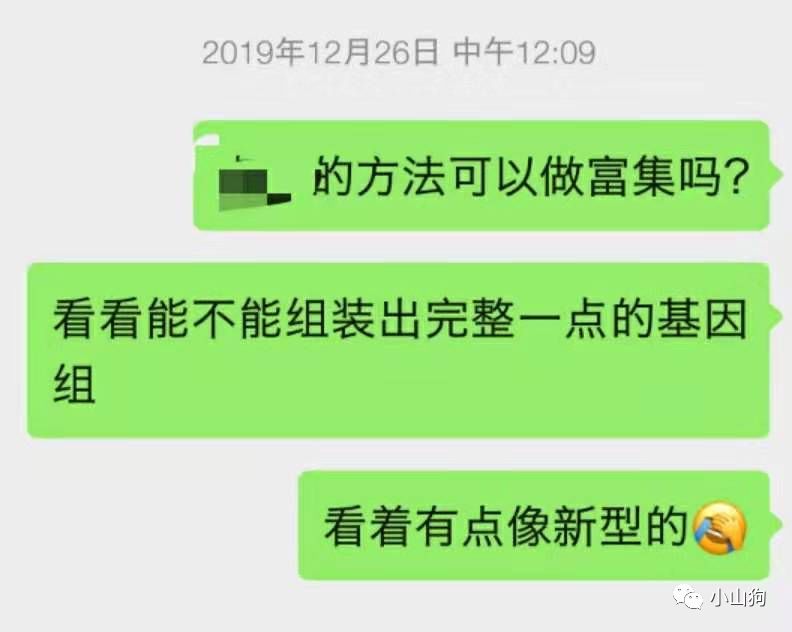 2019年12月26日 中午12:09
的方法可以做富集吗?
看看能不能组装出完整一点的基因
组
看着有点像新型的🤦
小山狗